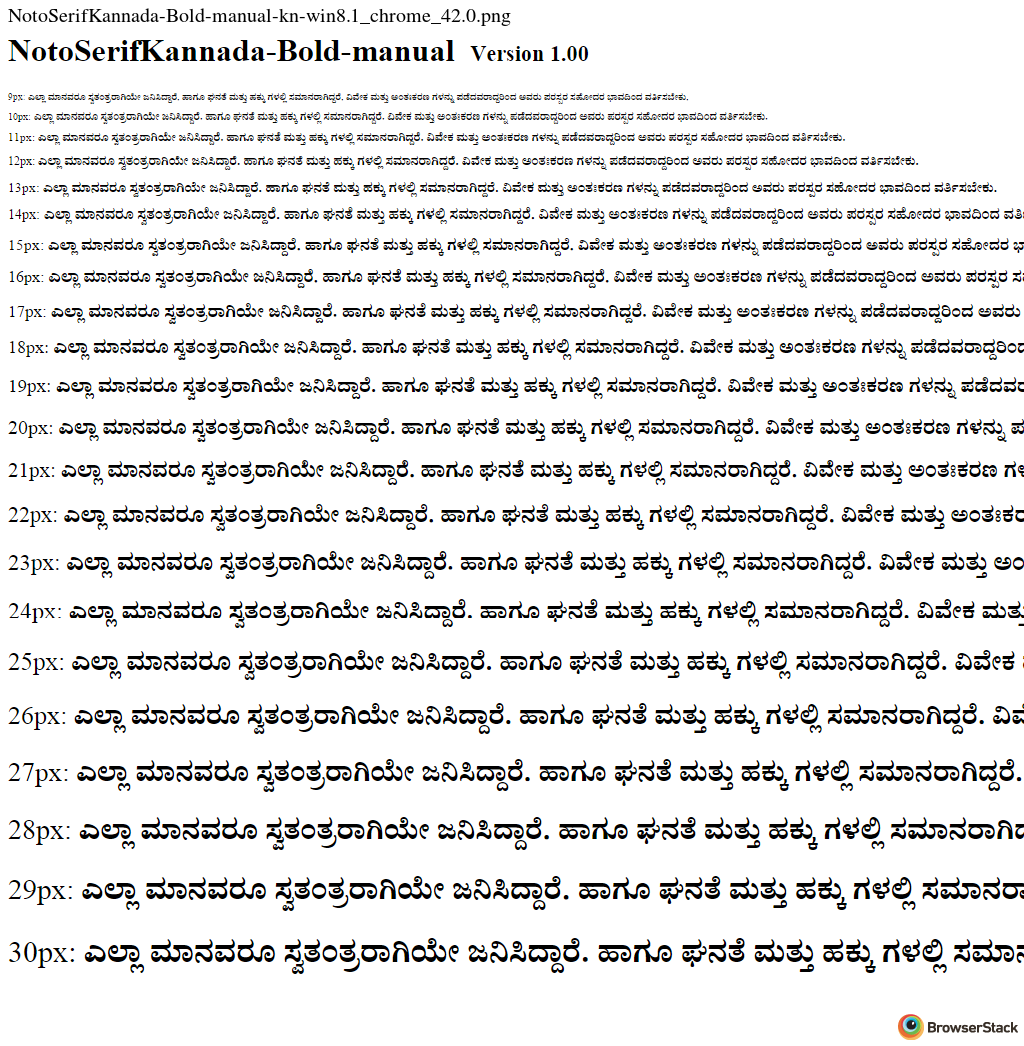 NotoSerifKannada-Bold-manual-kn-win8.1_chrome_42.0.png
NotoSerifKannada-Bold-manual Version 1.00
9px: ಎಲ್ಲಾ ಮಾನವರೂ ಸ್ವತಂತ್ರರಾಗಿಯೇ ಜನಿಸಿದ್ದಾರೆ. ಹಾಗೂ ಘನತೆ ಮತ್ತು ಹಕ್ಕು ಗಳಲ್ಲಿ ಸಮಾನರಾಗಿದ್ದರೆ. ವಿವೇಕ ಮತ್ತು ಅಂತಃಕರಣ ಗಳನ್ನು ಪಡೆದವರಾದ್ದರಿಂದ ಅವರು ಪರಸ್ಪರ ಸಹೋದರ ಭಾವದಿಂದ ವರ್ತಿಸಬೇಕು.
10px: ಎಲ್ಲಾ ಮಾನವರೂ ಸ್ವತಂತ್ರರಾಗಿಯೇ ಜನಿಸಿದ್ದಾರೆ. ಹಾಗೂ ಘನತೆ ಮತ್ತು ಹಕ್ಕು ಗಳಲ್ಲಿ ಸಮಾನರಾಗಿದ್ದರೆ. ವಿವೇಕ ಮತ್ತು ಅಂತಃಕರಣ ಗಳನ್ನು ಪಡೆದವರಾದ್ದರಿಂದ ಅವರು ಪರಸ್ಪರ ಸಹೋದರ ಭಾವದಿಂದ ವರ್ತಿಸಬೇಕು.
11px: ಎಲ್ಲಾ ಮಾನವರೂ ಸ್ವತಂತ್ರರಾಗಿಯೇ ಜನಿಸಿದ್ದಾರೆ. ಹಾಗೂ ಘನತೆ ಮತ್ತು ಹಕ್ಕು ಗಳಲ್ಲಿ ಸಮಾನರಾಗಿದ್ದರೆ. ವಿವೇಕ ಮತ್ತು ಅಂತಃಕರಣ ಗಳನ್ನು ಪಡೆದವರಾದ್ದರಿಂದ ಅವರು ಪರಸ್ಪರ ಸಹೋದರ ಭಾವದಿಂದ ವರ್ತಿಸಬೇಕು.
12px: ಎಲ್ಲಾ ಮಾನವರೂ ಸ್ವತಂತ್ರರಾಗಿಯೇ ಜನಿಸಿದ್ದಾರೆ. ಹಾಗೂ ಘನತೆ ಮತ್ತು ಹಕ್ಕು ಗಳಲ್ಲಿ ಸಮಾನರಾಗಿದ್ದರೆ. ವಿವೇಕ ಮತ್ತು ಅಂತಃಕರಣ ಗಳನ್ನು ಪಡೆದವರಾದ್ದರಿಂದ ಅವರು ಪರಸ್ಪರ ಸಹೋದರ ಭಾವದಿಂದ ವರ್ತಿಸಬೇಕು.
13px: ಎಲ್ಲಾ ಮಾನವರೂ ಸ್ವತಂತ್ರರಾಗಿಯೇ ಜನಿಸಿದ್ದಾರೆ. ಹಾಗೂ ಘನತೆ ಮತ್ತು ಹಕ್ಕು ಗಳಲ್ಲಿ ಸಮಾನರಾಗಿದ್ದರೆ. ವಿವೇಕ ಮತ್ತು ಅಂತಃಕರಣ ಗಳನ್ನು ಪಡೆದವರಾದ್ದರಿಂದ ಅವರು ಪರಸ್ಪರ ಸಹೋದರ ಭಾವದಿಂದ ವರ್ತಿಸಬೇಕು.
14px: ಎಲ್ಲಾ ಮಾನವರೂ ಸ್ವತಂತ್ರರಾಗಿಯೇ ಜನಿಸಿದ್ದಾರೆ. ಹಾಗೂ ಘನತೆ ಮತ್ತು ಹಕ್ಕು ಗಳಲ್ಲಿ ಸಮಾನರಾಗಿದ್ದರೆ. ವಿವೇಕ ಮತ್ತು ಅಂತಃಕರಣ ಗಳನ್ನು ಪಡೆದವರಾದ್ದರಿಂದ ಅವರು ಪರಸ್ಪರ ಸಹೋದರ ಭಾವದಿಂದ
15px: ಎಲ್ಲಾ ಮಾನವರೂ ಸ್ವತಂತ್ರರಾಗಿಯೇ ಜನಿಸಿದ್ದಾರೆ. ಹಾಗೂ ಘನತೆ ಮತ್ತು ಹಕ್ಕು ಗಳಲ್ಲಿ ಸಮಾನರಾಗಿದ್ದರೆ. ವಿವೇಕ ಮತ್ತು ಅಂತಃಕರಣ ಗಳನ್ನು ಪಡೆದವರಾದ್ದರಿಂದ ಅವರು ಪರಸ್ಪರ ಸಹೋದರ
16px: ಎಲ್ಲಾ ಮಾನವರೂ ಸ್ವತಂತ್ರರಾಗಿಯೇ ಜನಿಸಿದ್ದಾರೆ. ಹಾಗೂ ಘನತೆ ಮತ್ತು ಹಕ್ಕು ಗಳಲ್ಲಿ ಸಮಾನರಾಗಿದ್ದರೆ. ವಿವೇಕ ಮತ್ತು ಅಂತಃಕರಣ ಗಳನ್ನು ಪಡೆದವರಾದ್ದರಿಂದ ಅವರು ಪರಸ್ಪರ
17px: ಎಲ್ಲಾ ಮಾನವರೂ ಸ್ವತಂತ್ರರಾಗಿಯೇ ಜನಿಸಿದ್ದಾರೆ. ಹಾಗೂ ಘನತೆ ಮತ್ತು ಹಕ್ಕು ಗಳಲ್ಲಿ ಸಮಾನರಾಗಿದ್ದರೆ. ವಿವೇಕ ಮತ್ತು ಅಂತಃಕರಣ ಗಳನ್ನು ಪಡೆದವರಾದ್ದರಿಂದ ಅವರು
18px: ಎಲ್ಲಾ ಮಾನವರೂ ಸ್ವತಂತ್ರರಾಗಿಯೇ ಜನಿಸಿದ್ದಾರೆ. ಹಾಗೂ ಘನತೆ ಮತ್ತು ಹಕ್ಕು ಗಳಲ್ಲಿ ಸಮಾನರಾಗಿದ್ದರೆ. ವಿವೇಕ ಮತ್ತು ಅಂತಃಕರಣ ಗಳನ್ನು
19px: ಎಲ್ಲಾ ಮಾನವರೂ ಸ್ವತಂತ್ರರಾಗಿಯೇ ಜನಿಸಿದ್ದಾರೆ. ಹಾಗೂ ಘನತೆ ಮತ್ತು ಹಕ್ಕು ಗಳಲ್ಲಿ ಸಮಾನರಾಗಿದ್ದರೆ. ವಿವೇಕ ಮತ್ತು ಅಂತಃಕರಣ ಗಳನ್ನು
20px: ಎಲ್ಲಾ ಮಾನವರೂ ಸ್ವತಂತ್ರರಾಗಿಯೇ ಜನಿಸಿದ್ದಾರೆ. ಹಾಗೂ ಘನತೆ ಮತ್ತು ಹಕ್ಕು ಗಳಲ್ಲಿ ಸಮಾನರಾಗಿದ್ದರೆ. ವಿವೇಕ ಮತ್ತು ಅಂತಃಕರಣ ಗಳನ್ನು
21px: ಎಲ್ಲಾ ಮಾನವರೂ ಸ್ವತಂತ್ರರಾಗಿಯೇ ಜನಿಸಿದ್ದಾರೆ. ಹಾಗೂ ಘನತೆ ಮತ್ತು ಹಕ್ಕು ಗಳಲ್ಲಿ ಸಮಾನರಾಗಿದ್ದರೆ. ವಿವೇಕ ಮತ್ತು ಅಂತಃಕರಣ
22px: ಎಲ್ಲಾ ಮಾನವರೂ ಸ್ವತಂತ್ರರಾಗಿಯೇ ಜನಿಸಿದ್ದಾರೆ. ಹಾಗೂ ಘನತೆ ಮತ್ತು ಹಕ್ಕು ಗಳಲ್ಲಿ ಸಮಾನರಾಗಿದ್ದರೆ. ವಿವೇಕ ಮತ್ತು
23px: ಎಲ್ಲಾ ಮಾನವರೂ ಸ್ವತಂತ್ರರಾಗಿಯೇ ಜನಿಸಿದ್ದಾರೆ. ಹಾಗೂ ಘನತೆ ಮತ್ತು ಹಕ್ಕು ಗಳಲ್ಲಿ ಸಮಾನರಾಗಿದ್ದರೆ. ವಿವೇಕ ಮತ್ತು
24px: ಎಲ್ಲಾ ಮಾನವರೂ ಸ್ವತಂತ್ರರಾಗಿಯೇ ಜನಿಸಿದ್ದಾರೆ. ಹಾಗೂ ಘನತೆ ಮತ್ತು ಹಕ್ಕು ಗಳಲ್ಲಿ ಸಮಾನರಾಗಿದ್ದರೆ. ವಿವೇಕ ಮತ್ತು
25px: ಎಲ್ಲಾ ಮಾನವರೂ ಸ್ವತಂತ್ರರಾಗಿಯೇ ಜನಿಸಿದ್ದಾರೆ. ಹಾಗೂ ಘನತೆ ಮತ್ತು ಹಕ್ಕು ಗಳಲ್ಲಿ ಸಮಾನರಾಗಿದ್ದರೆ. ವಿವೇಕ
26px: ಎಲ್ಲಾ ಮಾನವರೂ ಸ್ವತಂತ್ರರಾಗಿಯೇ ಜನಿಸಿದ್ದಾರೆ. ಹಾಗೂ ಘನತೆ ಮತ್ತು ಹಕ್ಕು ಗಳಲ್ಲಿ ಸಮಾನರಾಗಿದ್ದರೆ.
27px: ಎಲ್ಲಾ ಮಾನವರೂ ಸ್ವತಂತ್ರರಾಗಿಯೇ ಜನಿಸಿದ್ದಾರೆ. ಹಾಗೂ ಘನತೆ ಮತ್ತು ಹಕ್ಕು ಗಳಲ್ಲಿ ಸಮಾನರಾಗಿದ್ದರೆ.
28px: ಎಲ್ಲಾ ಮಾನವರೂ ಸ್ವತಂತ್ರರಾಗಿಯೇ ಜನಿಸಿದ್ದಾರೆ. ಹಾಗೂ ಘನತೆ ಮತ್ತು ಹಕ್ಕು ಗಳಲ್ಲಿ
29px: ಎಲ್ಲಾ ಮಾನವರೂ ಸ್ವತಂತ್ರರಾಗಿಯೇ ಜನಿಸಿದ್ದಾರೆ. ಹಾಗೂ ಘನತೆ ಮತ್ತು ಹಕ್ಕು ಗಳಲ್ಲಿ
30px: ಎಲ್ಲಾ ಮಾನವರೂ ಸ್ವತಂತ್ರರಾಗಿಯೇ ಜನಿಸಿದ್ದಾರೆ. ಹಾಗೂ ಘನತೆ ಮತ್ತು ಹಕ್ಕು ಗಳಲ್ಲಿ
BrowserStack